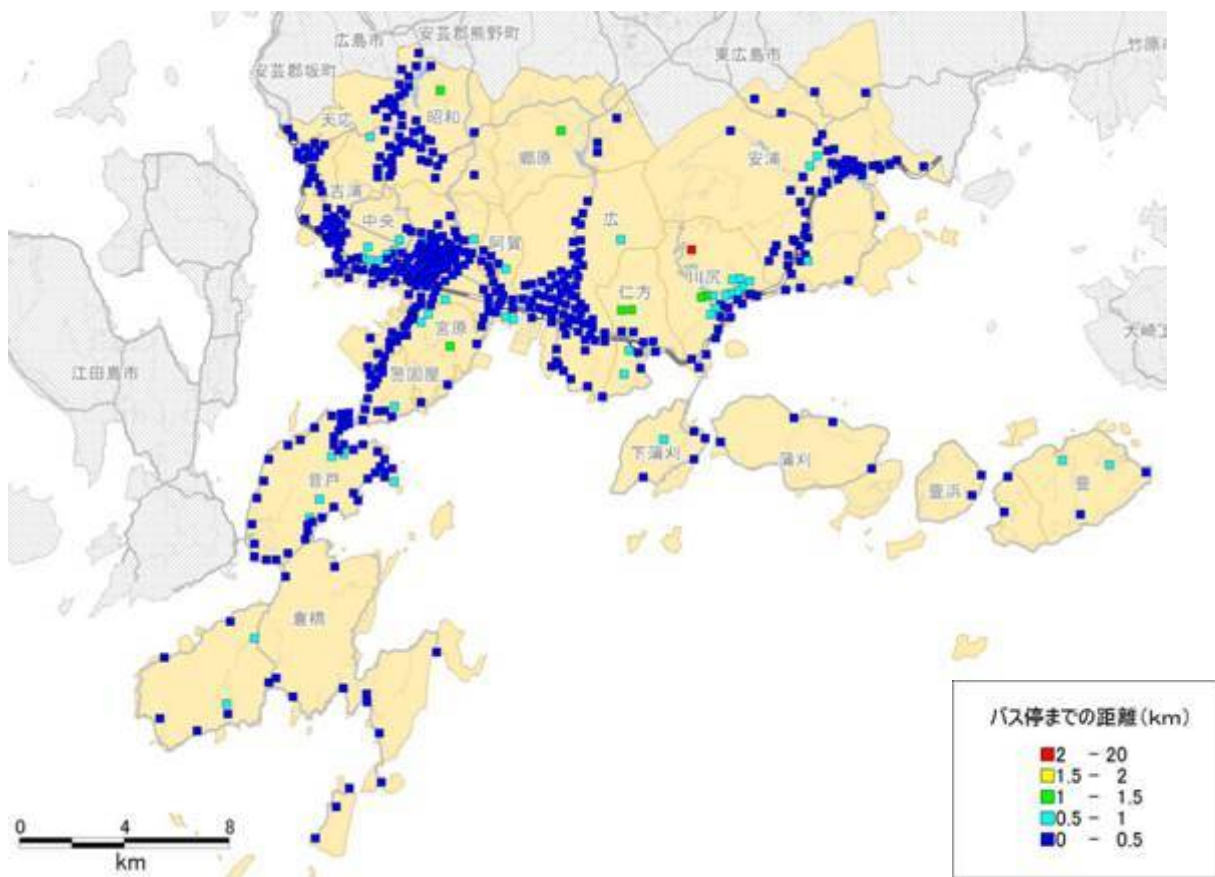 安芸郡熊野町
広島市
東広島市
竹原
安芸郡坂町
天応
昭和
郷原
安浦
吉浦
中央
広
阿賀
川尻
仁方
宮原
警固屋
江田島市
大崎上
下蒲刈
蒲刈
音戸
豊浜
豊
倉橋
バス停までの距離(km)
2 - 20
1.5 - 2
1 - 1.5
0.5 - 1
0 - 0.5
0 4 8
km